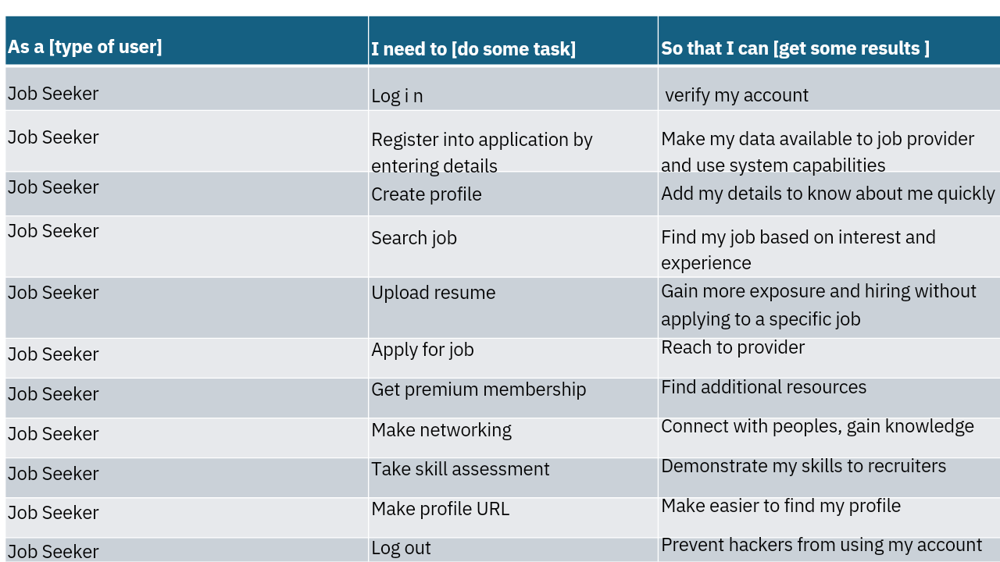 As a [type of user] I need to [do some task] So that I can [get some results ]
Job Seeker Log i n verify my account
Job Seeker Register into application by Make my data available to job provider
entering details and use system capabilities
Job Seeker Create profile Add my details to know about me quickly
Job Seeker Search job Find my job based on interest and
experience
Job Seeker Upload resume Gain more exposure and hiring without
applying to a specific job
Job Seeker Apply for job Reach to provider
Job Seeker Get premium membership Find additional resources
Job Seeker Make networking Connect with peoples, gain knowledge
Job Seeker Take skill assessment Demonstrate my skills to recruiters
Job Seeker Make profile URL Make easier to find my profile
Job Seeker Log out Prevent hackers from using my account